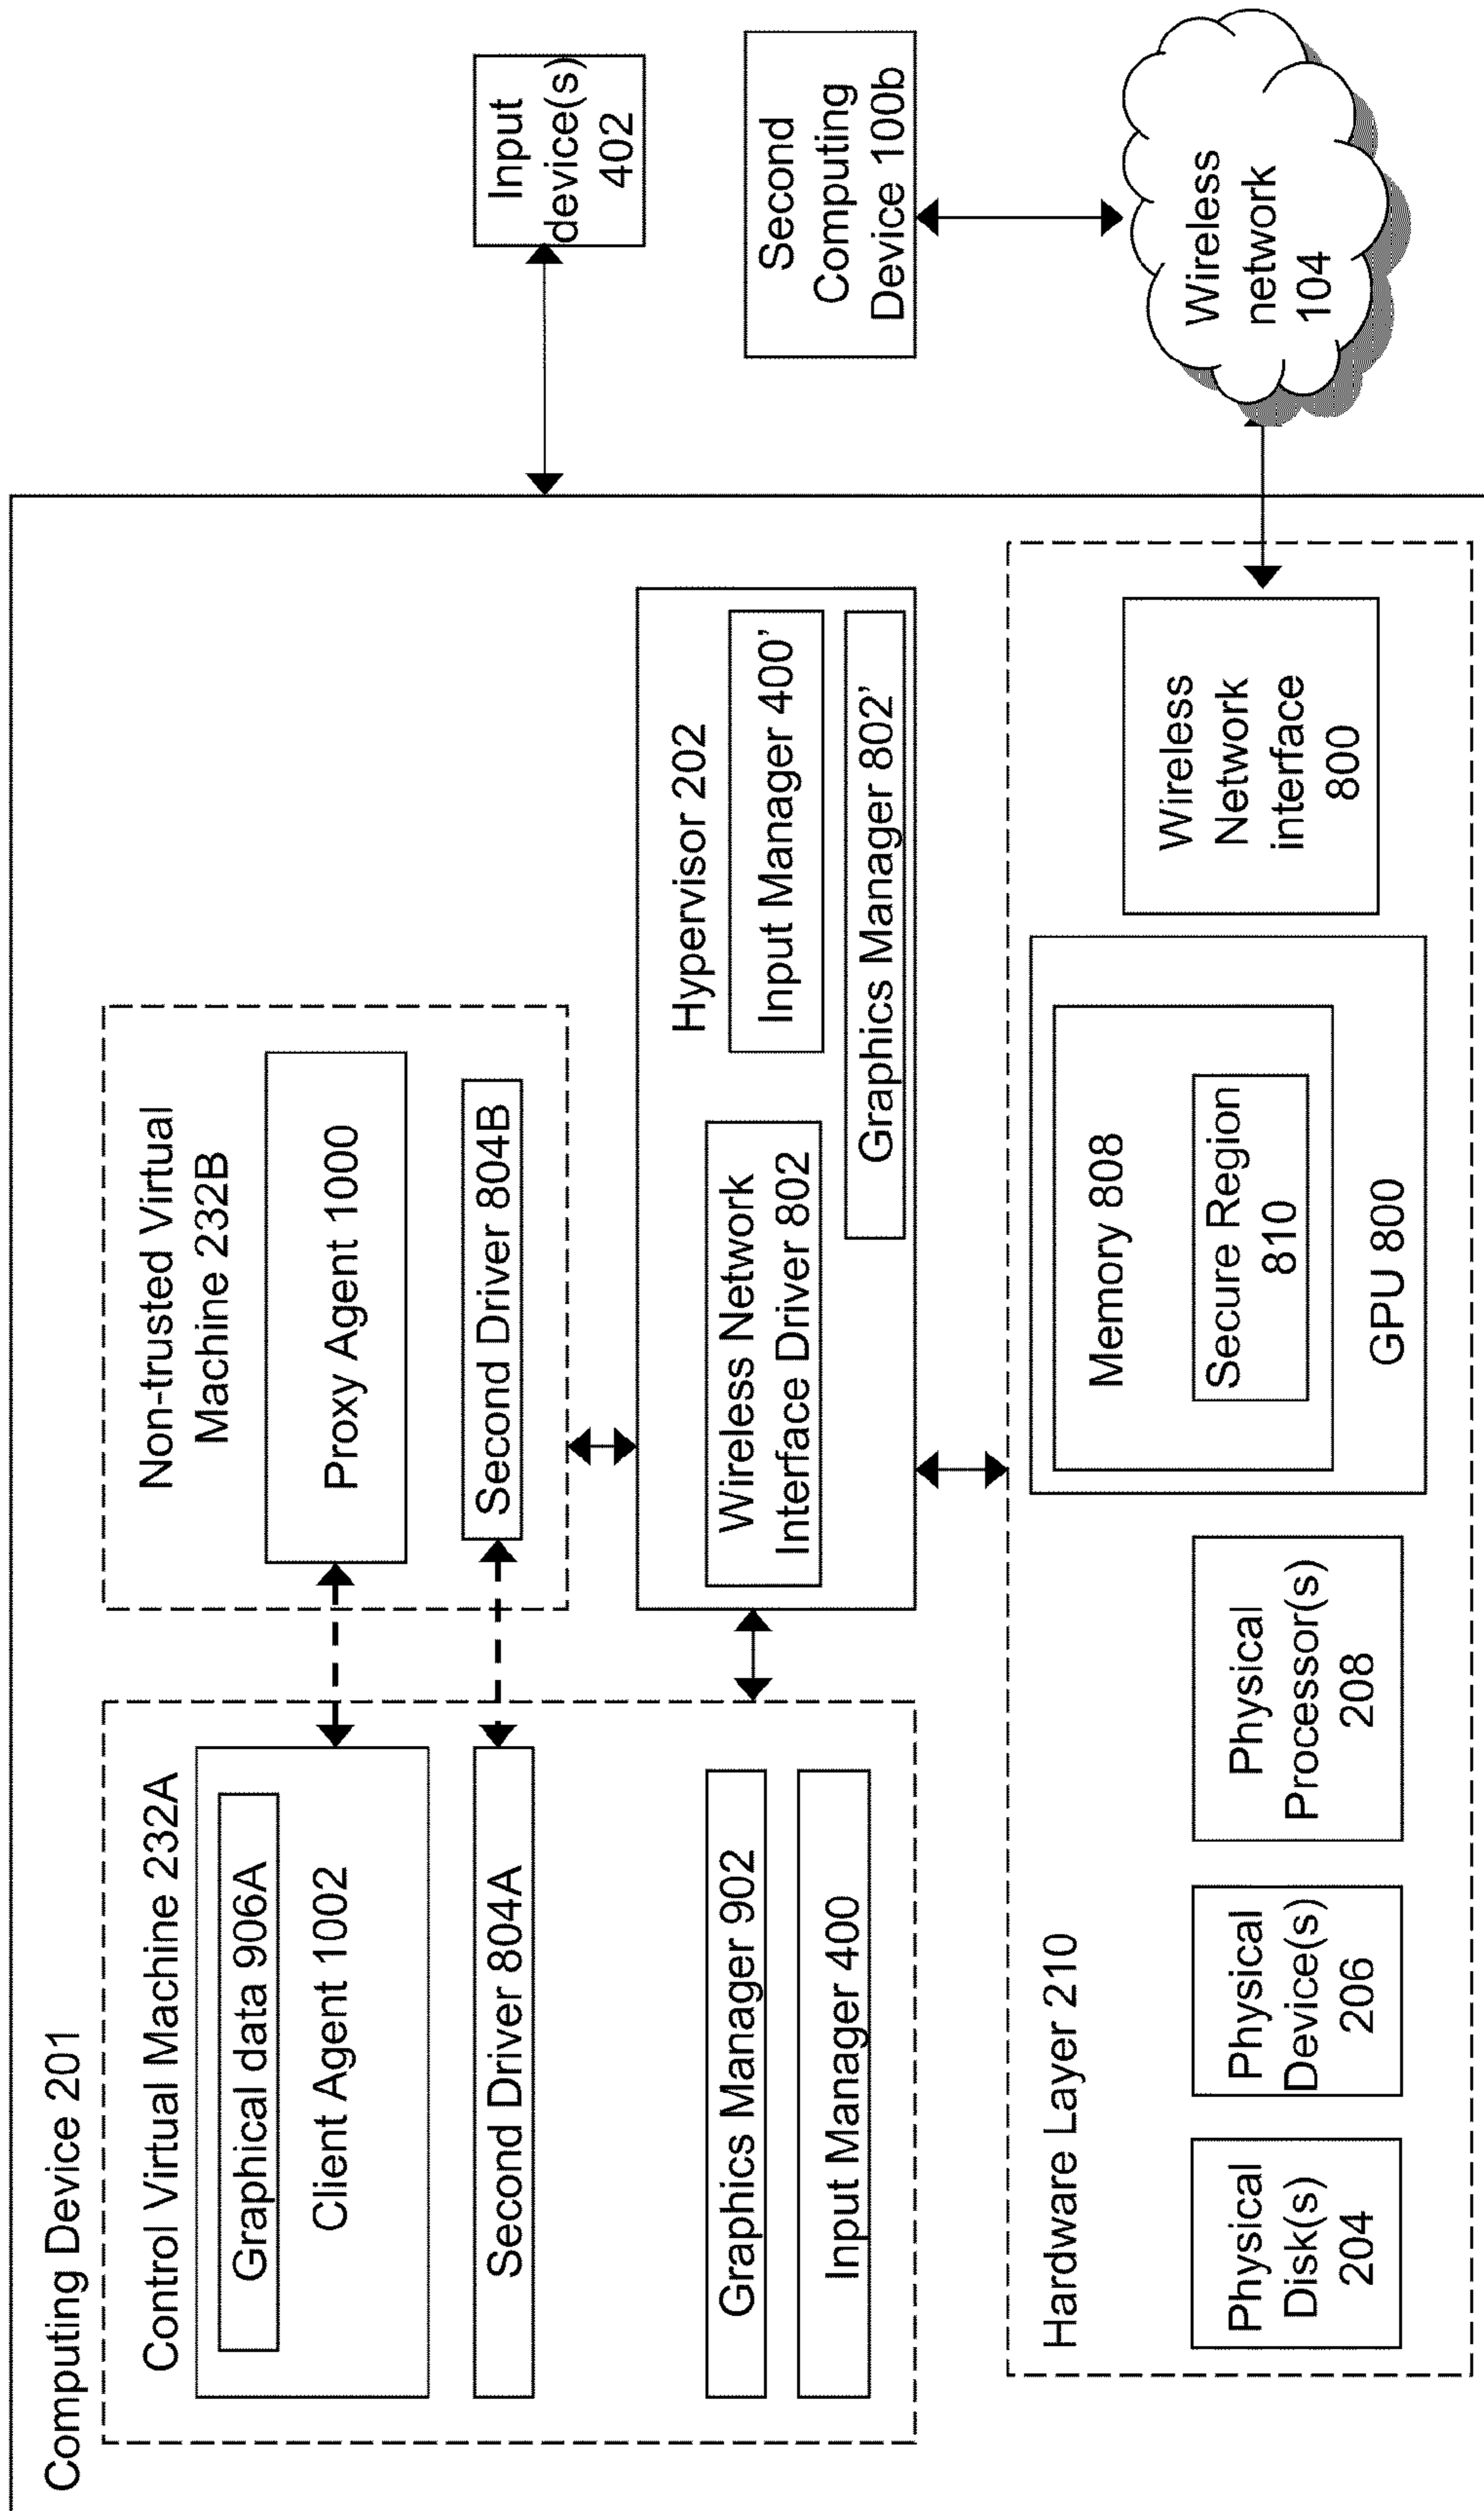 Computing Device 201
Control Virtual Machine 232A
Graphical data 906A
Client Agent 1002
Second Driver 804A
Graphics Manager 902
Input Manager 400
Non-trusted Virtual
Machine 232B
Proxy Agent 1000
Second Driver 804B
Hypervisor 202
Wireless Network
Interface Driver 802
Input Manager 400'
Graphics Manager 802'
Input
device(s)
402
Second
Computing
Device 100b
Hardware Layer 210
Physical
Disk(s)
204
Physical
Device(s)
206
Physical
Processor(s)
208
Memory 808
Secure Region
810
GPU 800
Wireless
Network
interface
800
Wireless
network
104